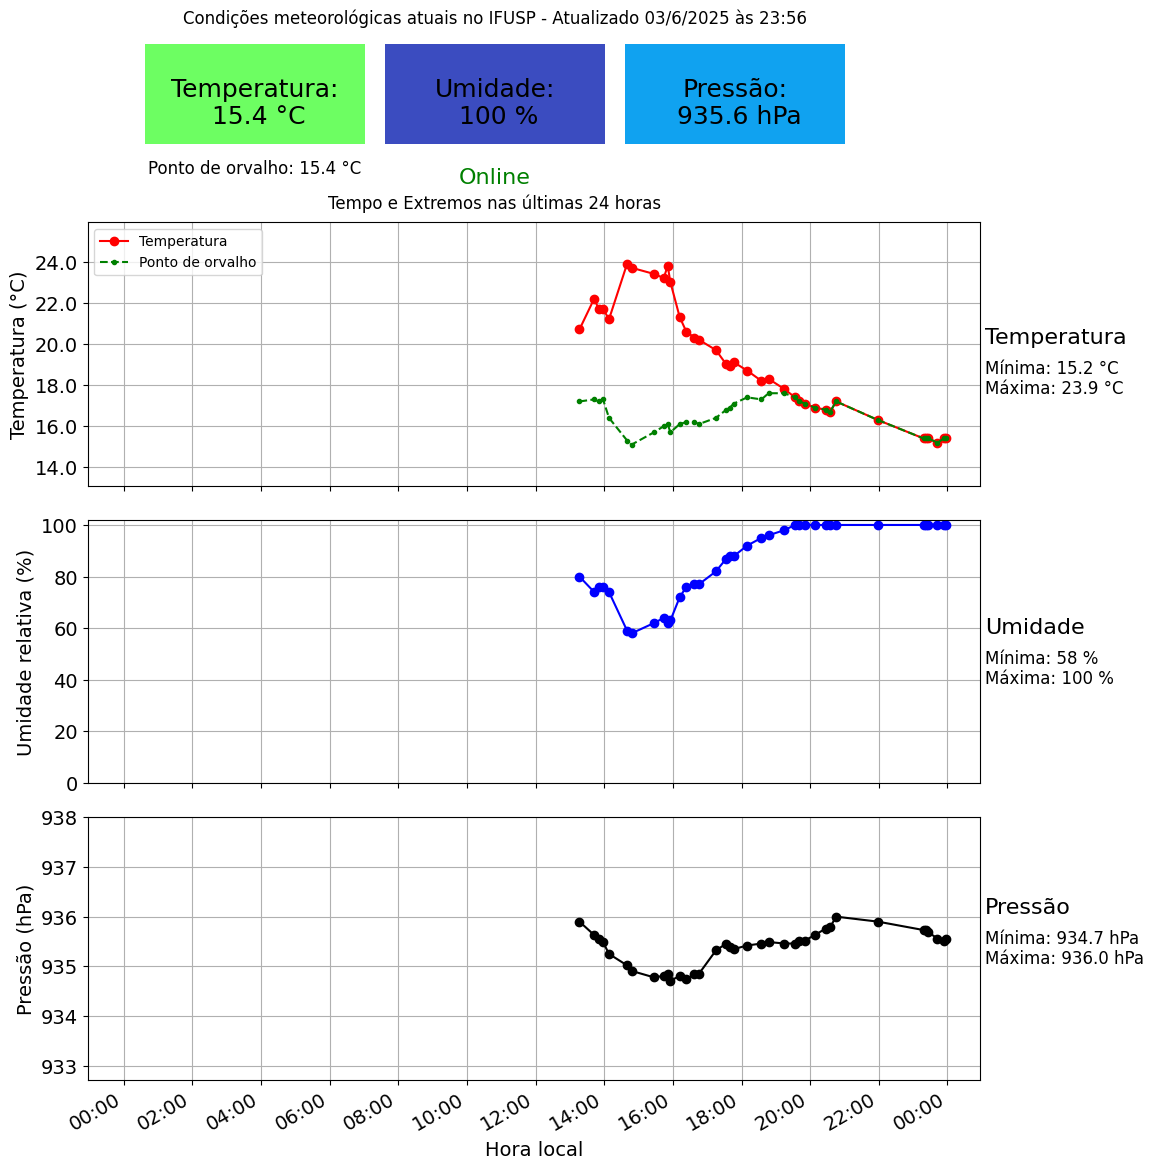 Condições meteorológicas atuais no IFUSP - Atualizado 03/6/2025 às 23:56
Temperatura:
15.4 °C
Umidade:
100 %
Pressão:
935.6 hPa
Ponto de orvalho: 15.4 °C
Online
Tempo e Extremos nas últimas 24 horas
Temperatura
Ponto de orvalho
Temperatura (°C)
24.0
22.0
20.0
18.0
16.0
14.0
Temperatura
Mínima: 15.2 °C
Máxima: 23.9 °C
Umidade relativa (%)
100
80
60
40
20
0
Umidade
Mínima: 58 %
Máxima: 100 %
Pressão (hPa)
938
937
936
935
934
933
Pressão
Mínima: 934.7 hPa
Máxima: 936.0 hPa
00:00
02:00
04:00
06:00
08:00
10:00
12:00
14:00
16:00
18:00
20:00
22:00
00:00
Hora local